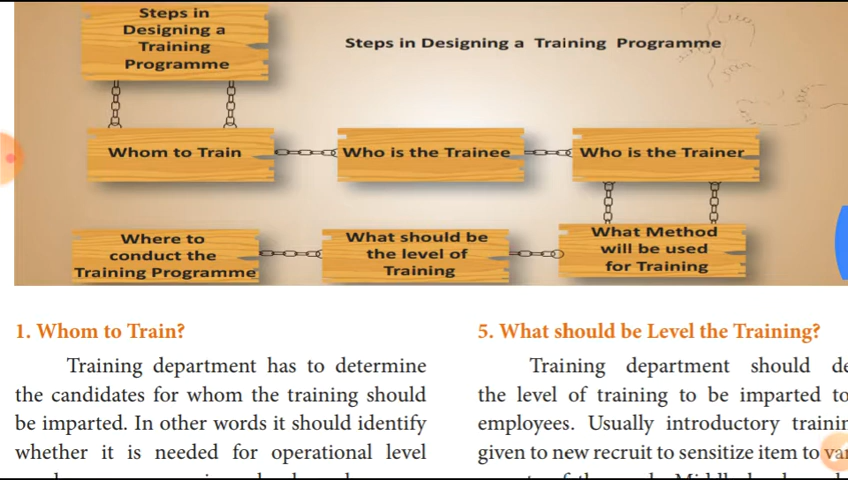 Steps in
Designing a
Training
Programme
Steps in Designing a Training Programme
Whom to Train
Who is the Trainee
Who is the Trainer
Where to
conduct the
Training Programme
What should be
the level of
Training
What Method
will be used
for Training
1. Whom to Train?
Training department has to determine
the candidates for whom the training should
be imparted. In other words it should identify
whether it is needed for operational level
5. What should be Level the Training?
Training department should de
the level of training to be imparted to
employees. Usually introductory trainin
given to new recruit to sensitize item to var